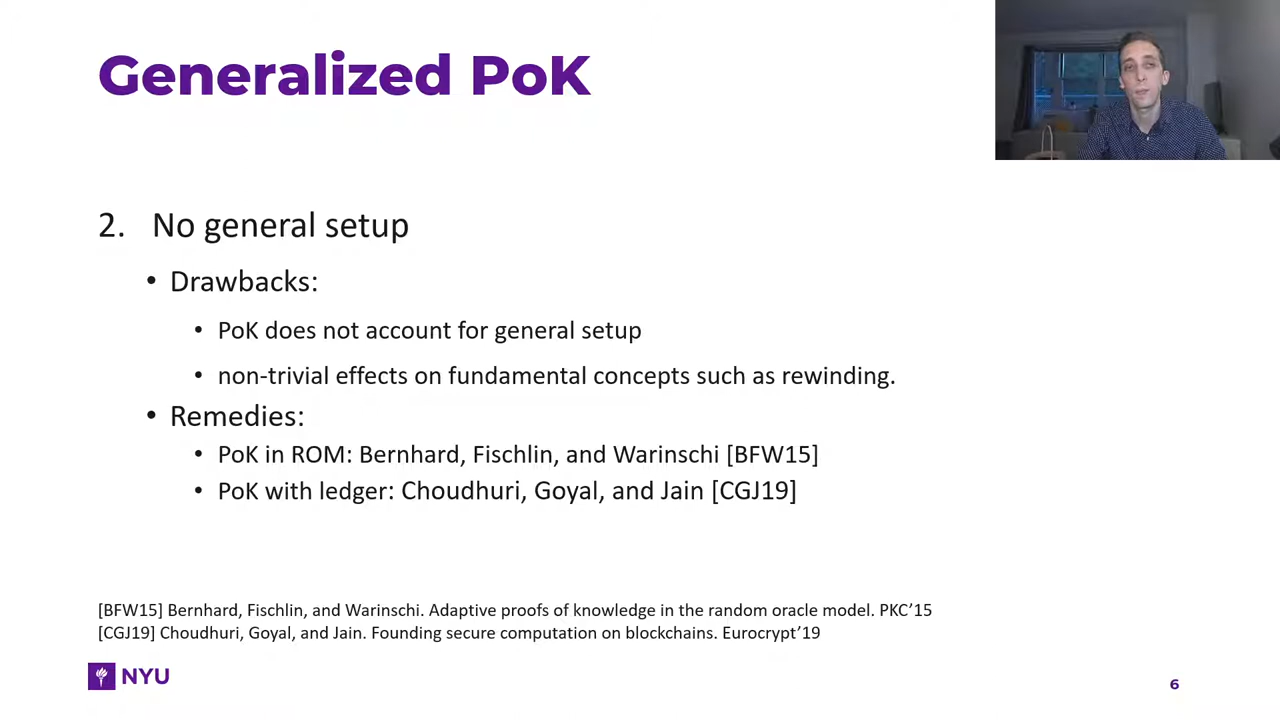 Generalized PoK
2. No general setup
• Drawbacks:
• PoK does not account for general setup
• non-trivial effects on fundamental concepts such as rewinding.
• Remedies:
• PoK in ROM: Bernhard, Fischlin, and Warinschi [BFW15]
• PoK with ledger: Choudhuri, Goyal, and Jain [CGJ19]
[BFW15] Bernhard, Fischlin, and Warinschi. Adaptive proofs of knowledge in the random oracle model. PKC’15
[CGJ19] Choudhuri, Goyal, and Jain. Founding secure computation on blockchains. Eurocrypt’19
NYU
6